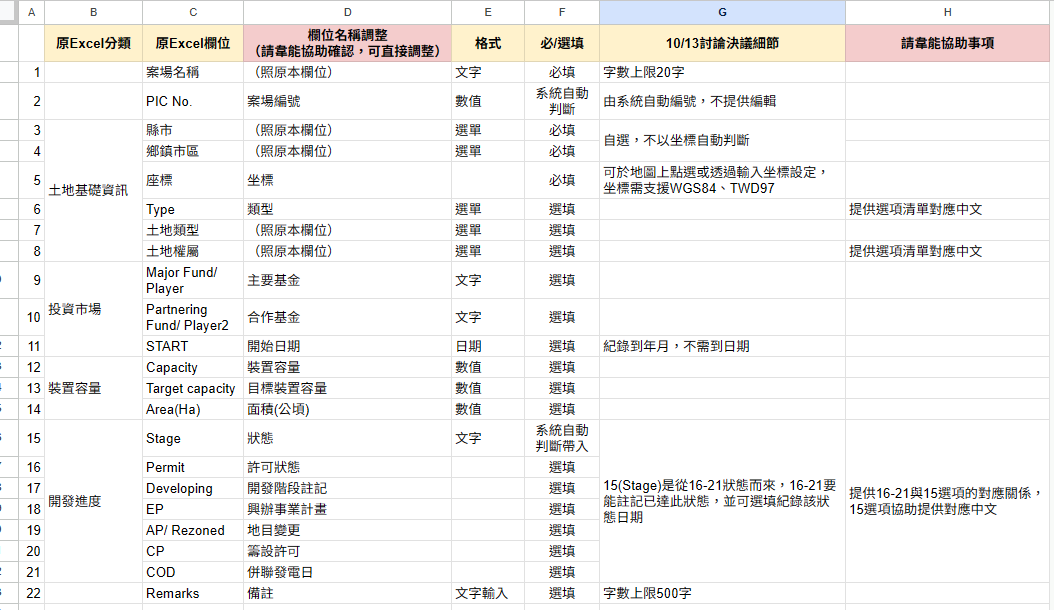 A B C D E F G H
原Excel分類 原Excel欄位 欄位名稱調整 格式 必/選填 10/13討論決議細節 請韋能協助事項
（請韋能協助確認，可直接調整）
1 案場名稱 （照原本欄位） 文字 必填 字數上限20字
2 PIC No. 案場編號 數值 系統自動 由系統自動編號，不提供編輯
判斷
3 縣市 （照原本欄位） 選單 必填
自選，不以坐標自動判斷
4 鄉鎮市區 （照原本欄位） 選單 必填
5 座標 坐標 必填 可於地圖上點選或透過輸入坐標設定，
坐標需支援WGS84、TWD97
土地基礎資訊
6 Type 類型 選單 選填 提供選項清單對應中文
7 土地類型 （照原本欄位） 選單 選填
8 土地權屬 （照原本欄位） 選單 選填 提供選項清單對應中文
9 Major Fund/ 主要基金 文字 選填
Player
投資市場
10 Partnering 合作基金 文字 選填
Fund/ Player2
11 START 開始日期 日期 選填 紀錄到年月，不需到日期
12 Capacity 裝置容量 數值 選填
13 裝置容量 Target capacity 目標裝置容量 數值 選填
14 Area(Ha) 面積(公頃) 數值 選填
15 Stage 狀態 文字 系統自動
判斷帶入
16 Permit 許可狀態 選填
17 Developing 開發階段註記 選填
開發進度
15(Stage)是從16-21狀態而來，16-21要
能註記已達此狀態，並可選填紀錄該狀
態日期
提供16-21與15選項的對應關係，
15選項協助提供對應中文
18 EP 興辦事業計畫 選填
19 AP/ Rezoned 地目變更 選填
20 CP 籌設許可 選填
21 COD 併聯發電日 選填
22 Remarks 備註 文字輸入 選填 字數上限500字